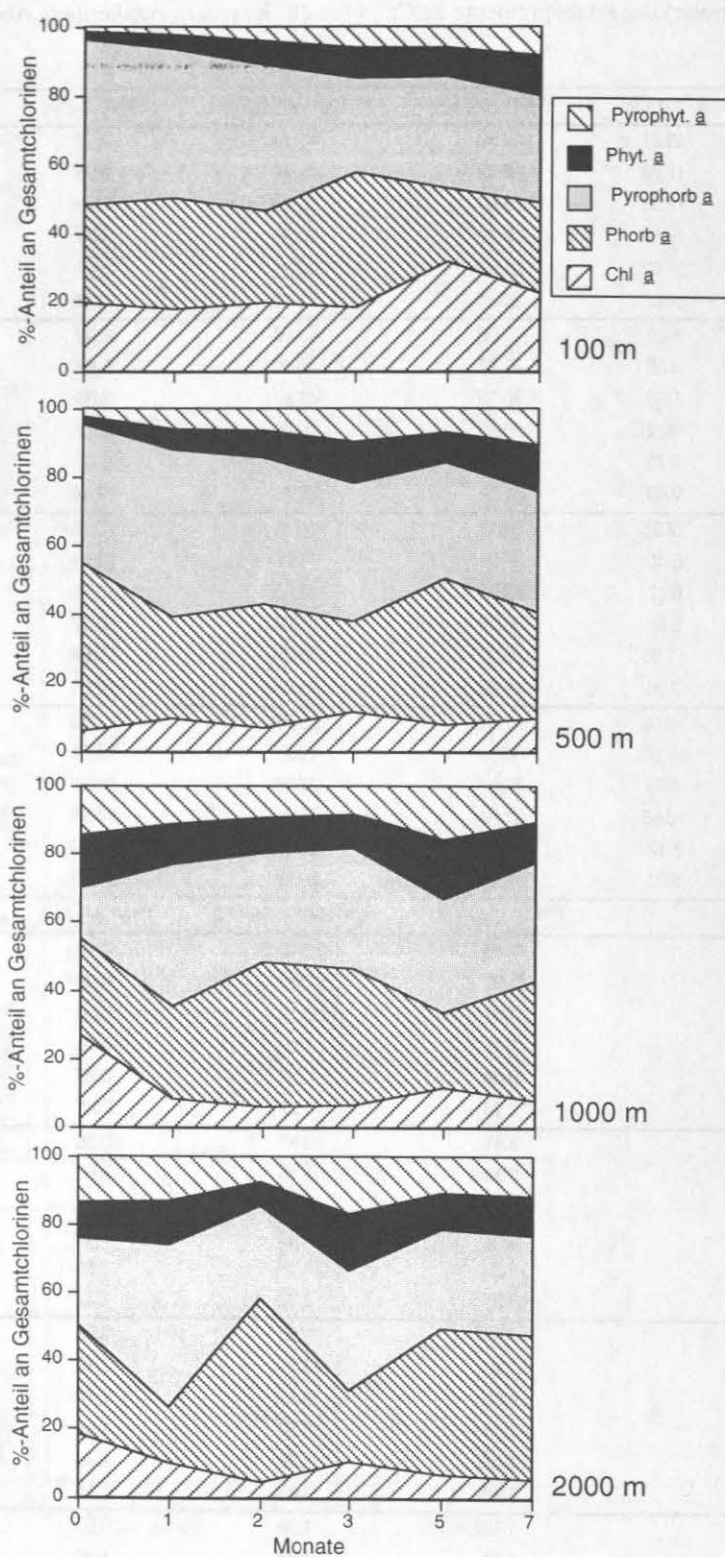 %-Anteil an Gesamtchlorinen
100
80
60
40
20
0
Pyrophyt. a
Phyt. a
Pyrophorb a
Phorb a
Chl a
100 m
%-Anteil an Gesamtchlorinen
100
80
60
40
20
0
500 m
%-Anteil an Gesamtchlorinen
100
80
60
40
20
0
1000 m
%-Anteil an Gesamtchlorinen
100
80
60
40
20
0
2000 m
0 1 2 3 5 7
Monate